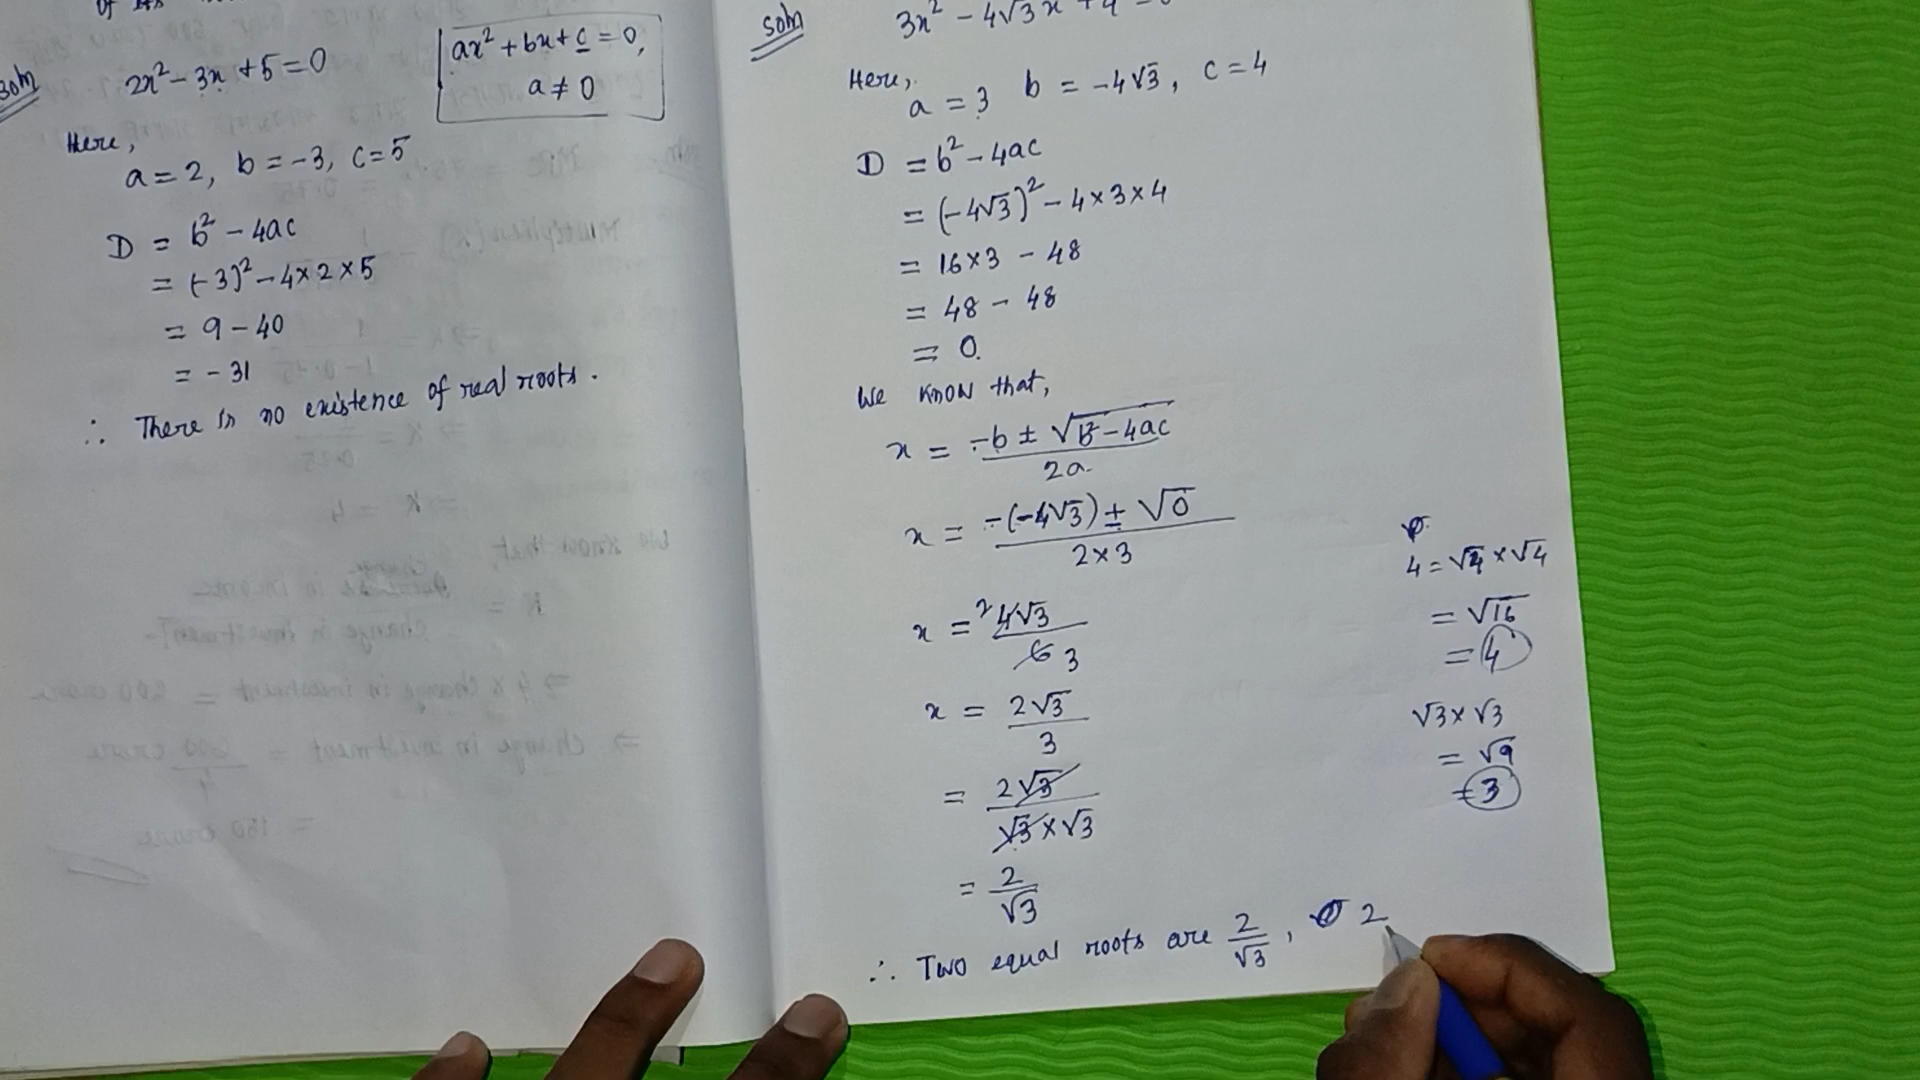 Soln
2x² - 3x + 5 = 0
ax² + bx + c = 0,
a ≠ 0
Here,
a = 2, b = -3, c = 5
D = b² - 4ac
= (-3)² - 4×2×5
= 9 - 40
= - 31
∴ There is no existence of real roots.
Soln
3x² - 4√3x + 4
Here,
a = 3 b = -4√3, c = 4
D = b² - 4ac
= (-4√3)² - 4×3×4
= 16×3 - 48
= 48 - 48
= 0.
We know that,
x = -b ± √b²-4ac
2a
x = -(-4√3) ± √0
2×3
x = 2 4√3
6 3
x = 2√3
3
= 2√3
√3×√3
= 2
√3
∴ Two equal roots are 2/√3, 2
4 = √4 × √4
= √16
= 4
√3×√3
= √9
= 3